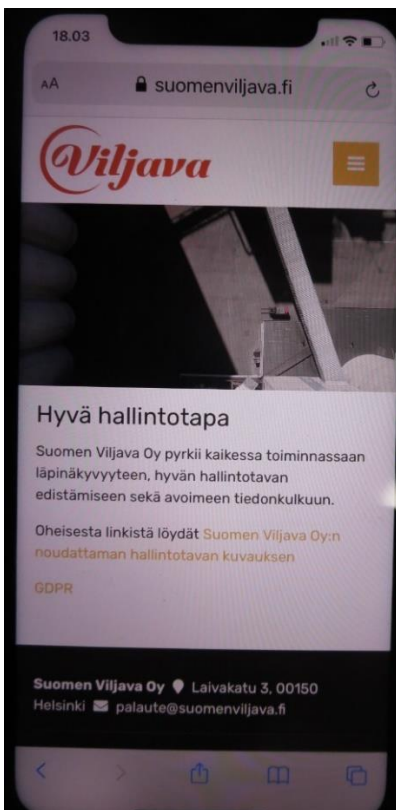 18.03
AA suomenviljava.fi
Viljava
Hyvä hallintotapa
Suomen Viljava Oy pyrkii kaikessa toiminnassaan
läpinäkyvyyteen, hyvän hallintotavan
edistämiseen sekä avoimeen tiedonkulkuun.
Oheisesta linkistä löydät Suomen Viljava Oy:n
noudattaman hallintotavan kuvauksen
GDPR
Suomen Viljava Oy Laivakatu 3, 00150
Helsinki palaute@suomenviljava.fi